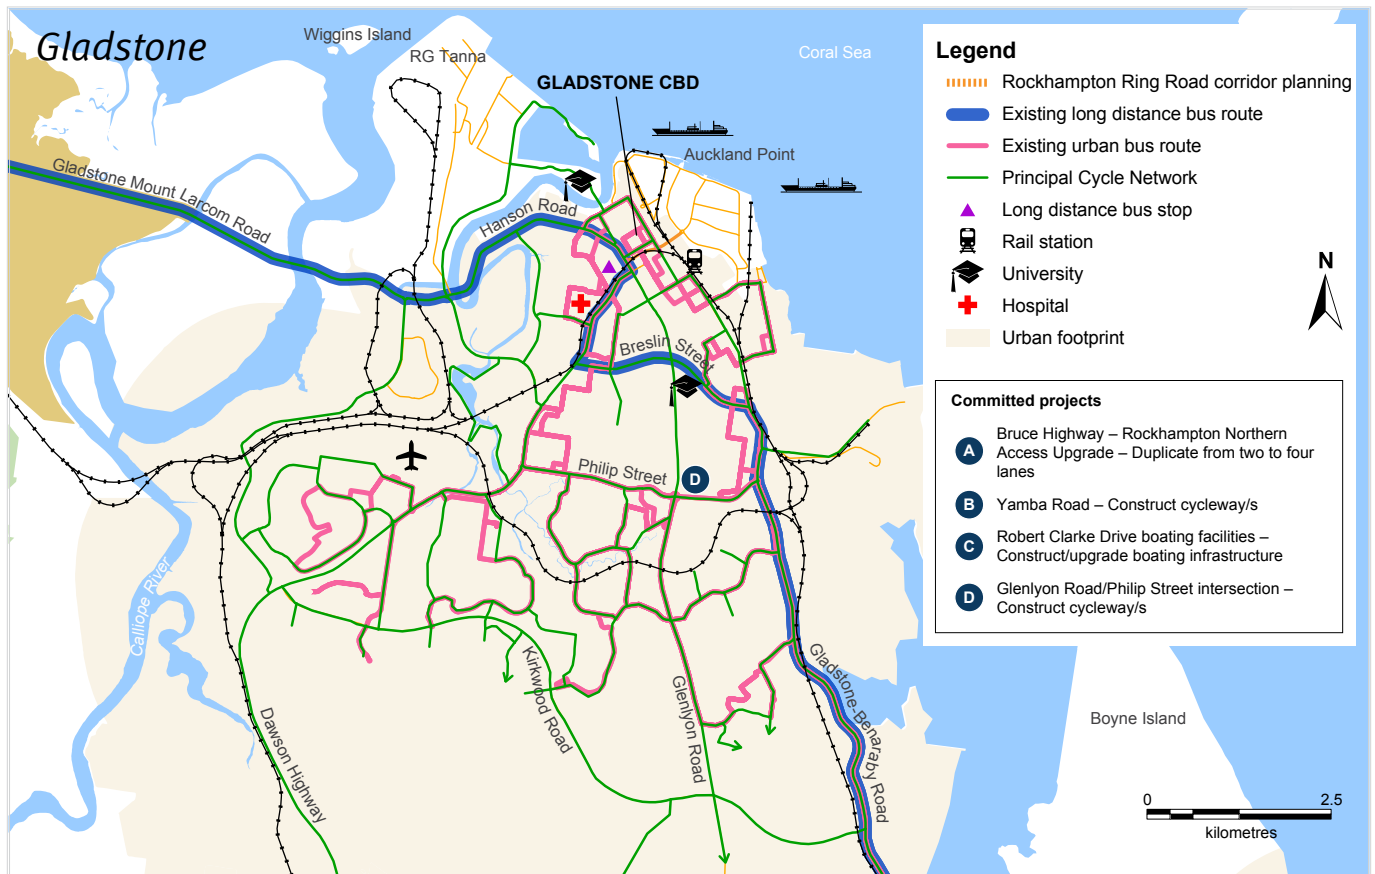 Gladstone
Wiggins Island
RG Tanna
Coral Sea
GLADSTONE CBD
Auckland Point
Gladstone Mount Larcom Road
Hanson Road
Breslin Street
Philip Street
D
Calliope River
Kirkwood Road
Glenlyon Road
Gladstone-Benaraby Road
Dawson Highway
Boyne Island
Legend
Rockhampton Ring Road corridor planning
Existing long distance bus route
Existing urban bus route
Principal Cycle Network
Long distance bus stop
Rail station
University
Hospital
Urban footprint
N
Committed projects
A
Bruce Highway – Rockhampton Northern
Access Upgrade – Duplicate from two to four
lanes
B
Yamba Road – Construct cycleway/s
C
Robert Clarke Drive boating facilities –
Construct/upgrade boating infrastructure
D
Glenlyon Road/Philip Street intersection –
Construct cycleway/s
0 2.5
kilometres